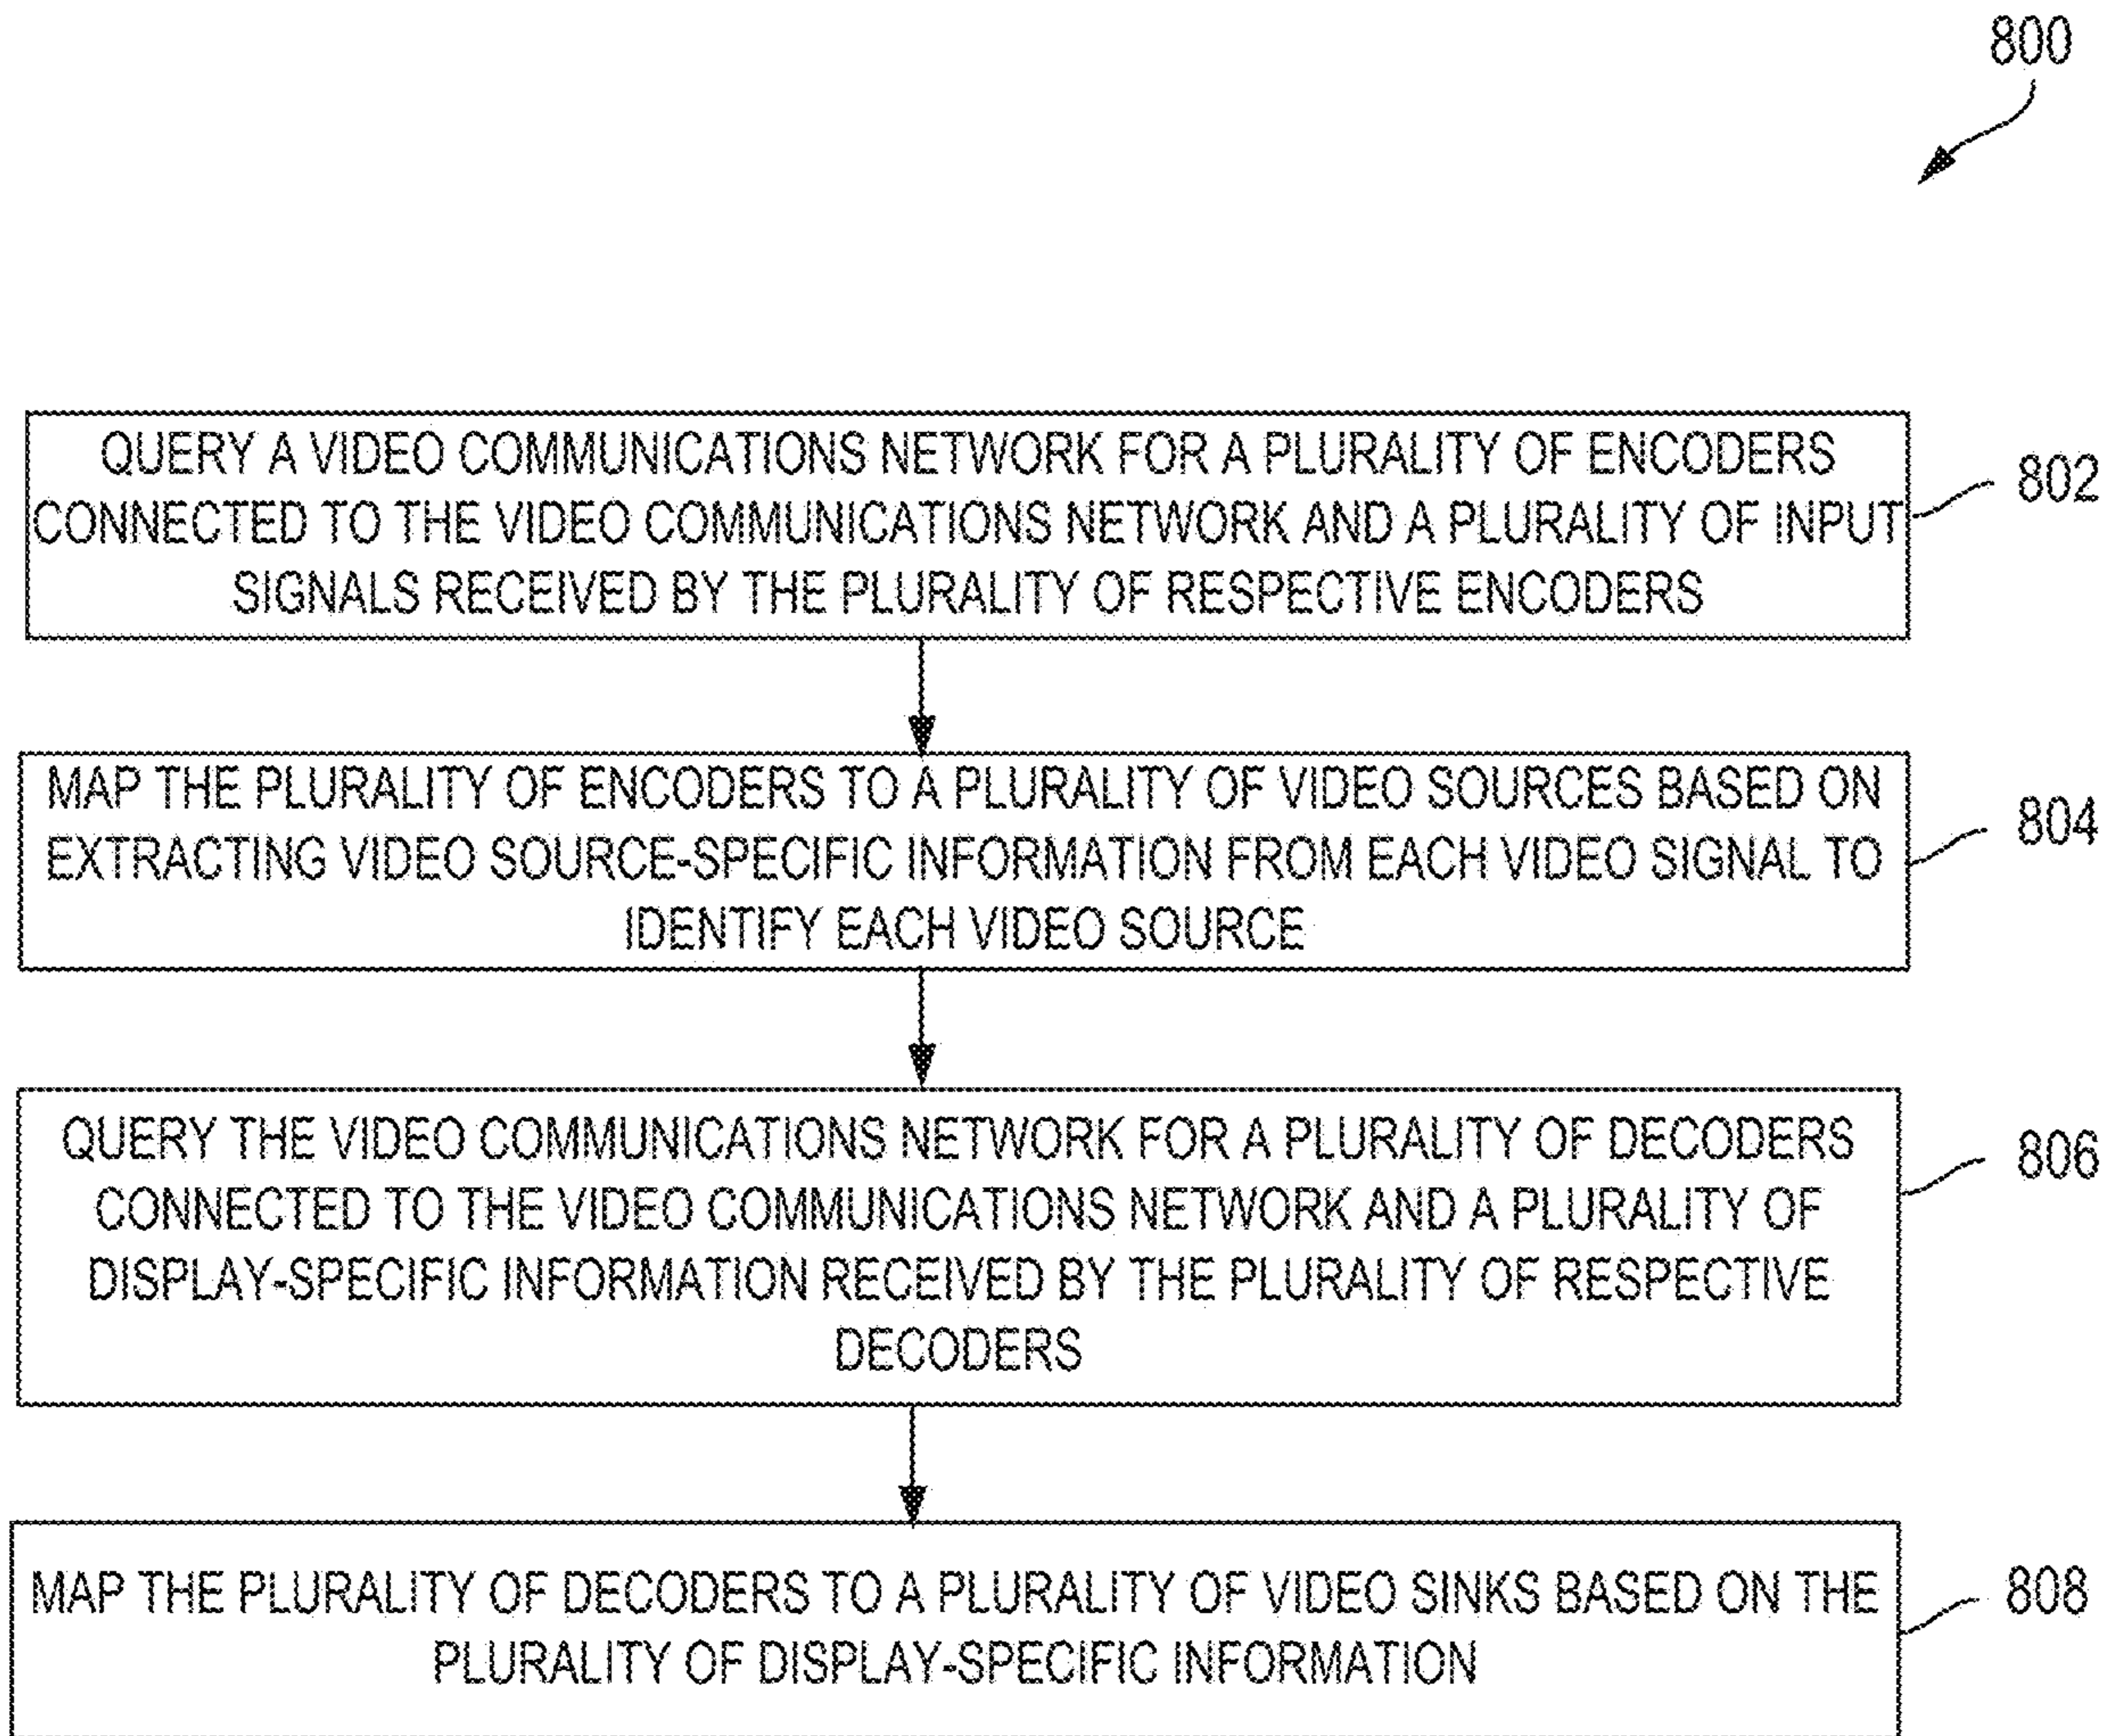 800
QUERY A VIDEO COMMUNICATIONS NETWORK FOR A PLURALITY OF ENCODERS
CONNECTED TO THE VIDEO COMMUNICATIONS NETWORK AND A PLURALITY OF INPUT
SIGNALS RECEIVED BY THE PLURALITY OF RESPECTIVE ENCODERS
802
MAP THE PLURALITY OF ENCODERS TO A PLURALITY OF VIDEO SOURCES BASED ON
EXTRACTING VIDEO SOURCE-SPECIFIC INFORMATION FROM EACH VIDEO SIGNAL TO
IDENTIFY EACH VIDEO SOURCE
804
QUERY THE VIDEO COMMUNICATIONS NETWORK FOR A PLURALITY OF DECODERS
CONNECTED TO THE VIDEO COMMUNICATIONS NETWORK AND A PLURALITY OF
DISPLAY-SPECIFIC INFORMATION RECEIVED BY THE PLURALITY OF RESPECTIVE
DECODERS
806
MAP THE PLURALITY OF DECODERS TO A PLURALITY OF VIDEO SINKS BASED ON THE
PLURALITY OF DISPLAY-SPECIFIC INFORMATION
808